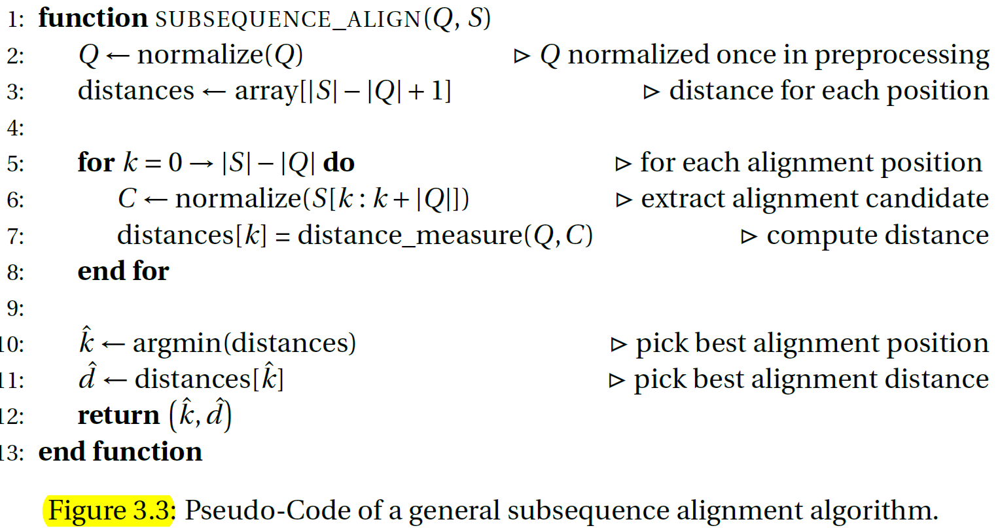 1: function SUBSEQUENCE_ALIGN(Q, S)
2: Q ← normalize(Q) ▷ Q normalized once in preprocessing
3: distances ← array[|S| − |Q| + 1] ▷ distance for each position
4:
5: for k = 0 → |S| − |Q| do ▷ for each alignment position
6: C ← normalize(S[k : k + |Q|]) ▷ extract alignment candidate
7: distances[k] = distance_measure(Q, C) ▷ compute distance
8: end for
9:
10: k̂ ← argmin(distances) ▷ pick best alignment position
11: d̂ ← distances[k̂] ▷ pick best alignment distance
12: return (k̂, d̂)
13: end function
Figure 3.3: Pseudo-Code of a general subsequence alignment algorithm.